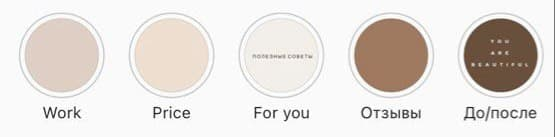 ПОЛЕЗНЫЕ СОВЕТЫ
YOU
ARE
BEAUTIFUL
Work
Price
For you
Отзывы
До/после